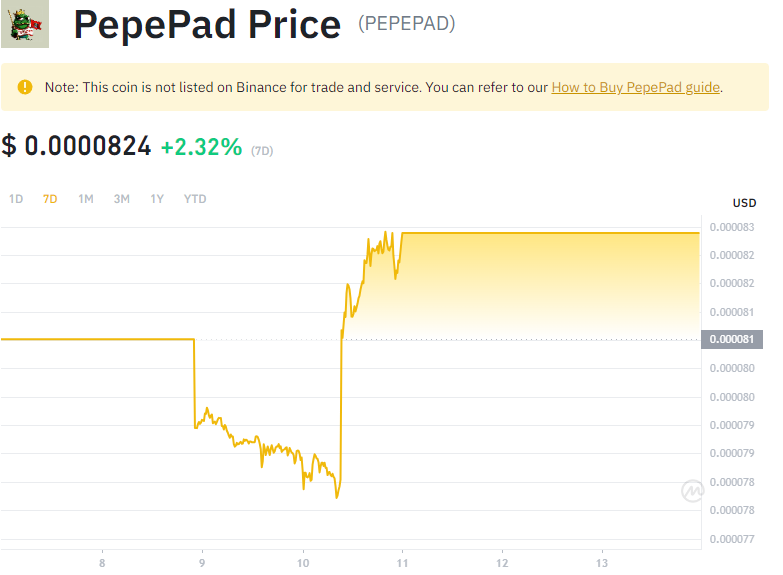 PepePad Price (PEPEPAD)
Note: This coin is not listed on Binance for trade and service. You can refer to our How to Buy PepePad guide.
$ 0.0000824 +2.32% (7D)
1D 7D 1M 3M 1Y YTD
USD
0.000083
0.000082
0.000082
0.000081
0.000081
0.000080
0.000080
0.000079
0.000079
0.000078
0.000078
0.000077
8 9 10 11 12 13